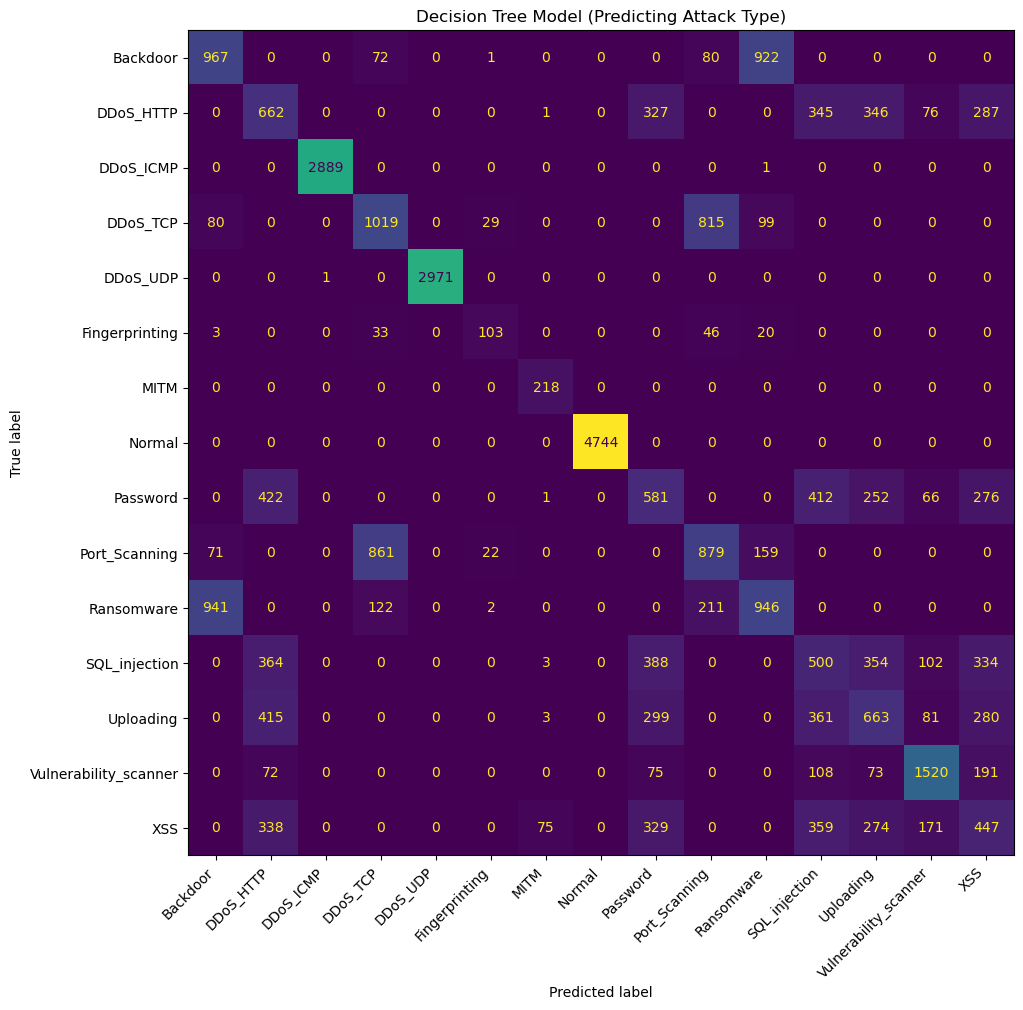 Decision Tree Model (Predicting Attack Type)
Backdoor 967 0 0 72 0 1 0 0 0 80 922 0 0 0 0
DDoS_HTTP 0 662 0 0 0 0 1 0 327 0 0 345 346 76 287
DDoS_ICMP 0 0 2889 0 0 0 0 0 0 0 1 0 0 0 0
DDoS_TCP 80 0 0 1019 0 29 0 0 0 815 99 0 0 0 0
DDoS_UDP 0 0 1 0 2971 0 0 0 0 0 0 0 0 0 0
Fingerprinting 3 0 0 33 0 103 0 0 0 46 20 0 0 0 0
MITM 0 0 0 0 0 0 218 0 0 0 0 0 0 0 0
Normal 0 0 0 0 0 0 0 4744 0 0 0 0 0 0 0
Password 0 422 0 0 0 0 1 0 581 0 0 412 252 66 276
Port_Scanning 71 0 0 861 0 22 0 0 0 879 159 0 0 0 0
Ransomware 941 0 0 122 0 2 0 0 0 211 946 0 0 0 0
SQL_injection 0 364 0 0 0 0 3 0 388 0 0 500 354 102 334
Uploading 0 415 0 0 0 0 3 0 299 0 0 361 663 81 280
Vulnerability_scanner 0 72 0 0 0 0 0 0 75 0 0 108 73 1520 191
XSS 0 338 0 0 0 0 75 0 329 0 0 359 274 171 447
True label
Backdoor
DDoS_HTTP
DDoS_ICMP
DDoS_TCP
DDoS_UDP
Fingerprinting
MITM
Normal
Password
Port_Scanning
Ransomware
SQL_injection
Uploading
Vulnerability_scanner
XSS
Predicted label